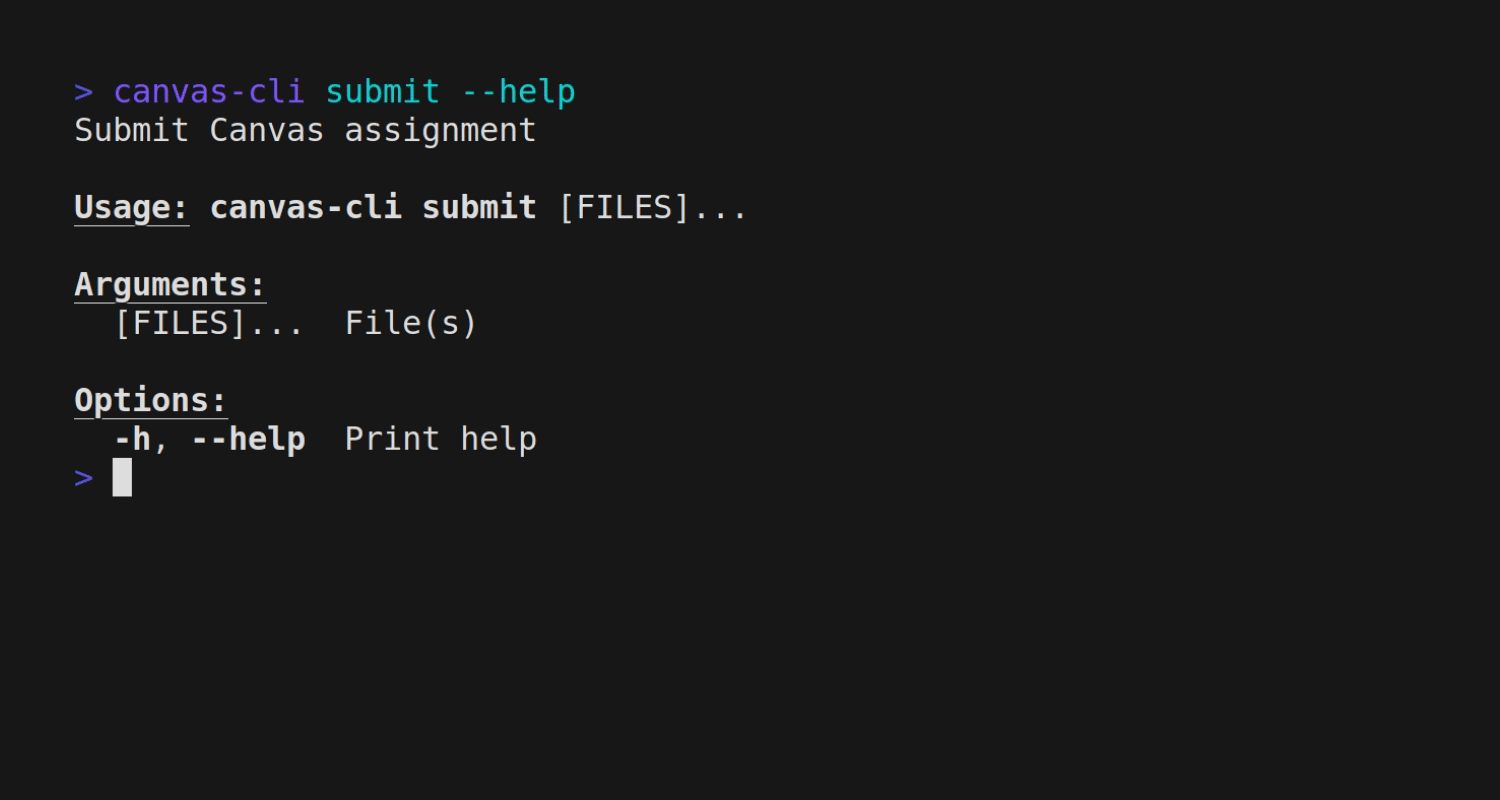 > canvas-cli submit --help
Submit Canvas assignment
Usage: canvas-cli submit [FILES]...
Arguments:
[FILES]... File(s)
Options:
-h, --help Print help
>